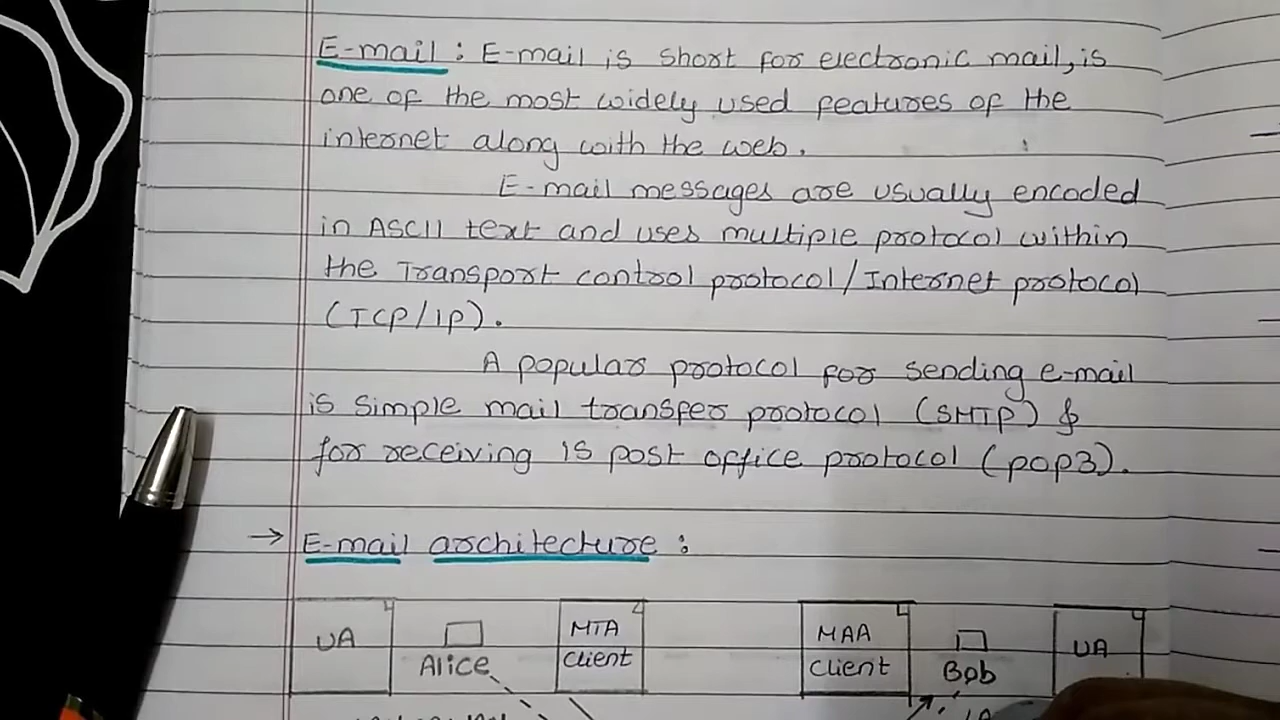 E-mail : E-mail is short for electronic mail, is
one of the most widely used features of the
internet along with the web.
E-mail messages are usually encoded
in ASCII text and uses multiple protocol within
the Transport control protocol/Internet protocol
(TCP/IP).
A popular protocol for sending e-mail
is simple mail transfer protocol (SMTP) &
for receiving is post office protocol (POP3).
→ E-mail architecture :
UA
Alice
MTA
client
MAA
client
Bob
UA